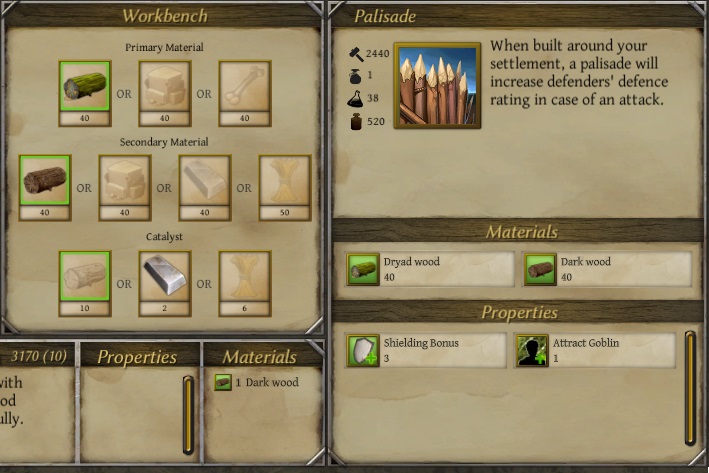 Workbench
Primary Material
OR
OR
40
40
40
Secondary Material
OR
OR
OR
40
40
40
50
Catalyst
OR
OR
10
2
6
3170 (10)
with
od
ully.
Properties
Materials
1 Dark wood
Palisade
2440
1
38
520
When built around your
settlement, a palisade will
increase defenders' defence
rating in case of an attack.
Materials
Dryad wood
40
Dark wood
40
Properties
Shielding Bonus
3
Attract Goblin
1